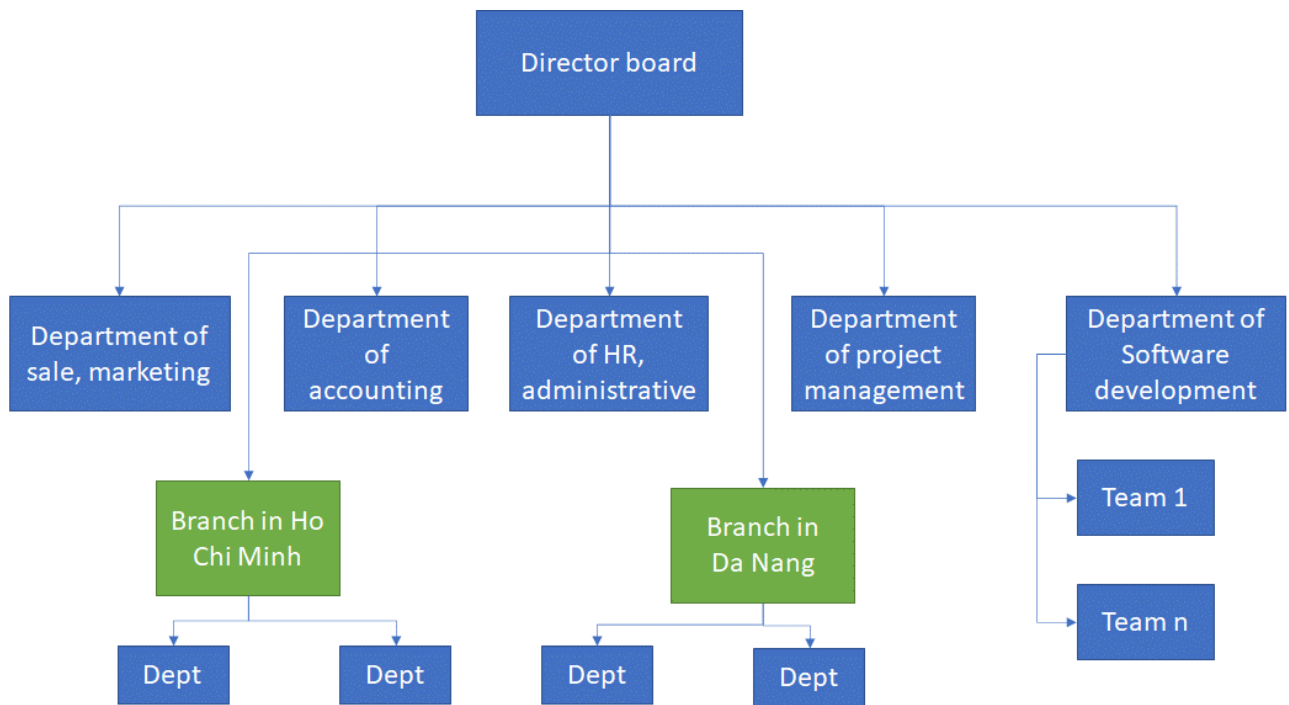 Director board
Department of
sale, marketing
Department
of
accounting
Department
of HR,
administrative
Department
of project
management
Department of
Software
development
Branch in Ho
Chi Minh
Branch in
Da Nang
Team 1
Team n
Dept
Dept
Dept
Dept